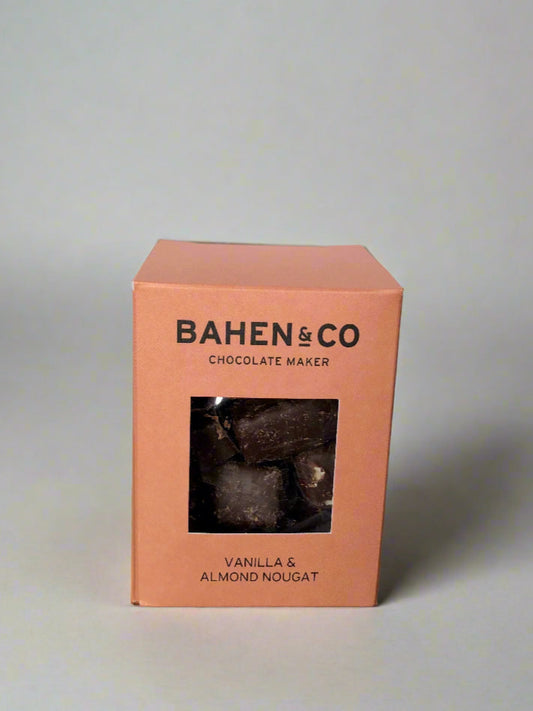 BAHEN & CO
CHOCOLATE MAKER
VANILLA &
ALMOND NOUGAT